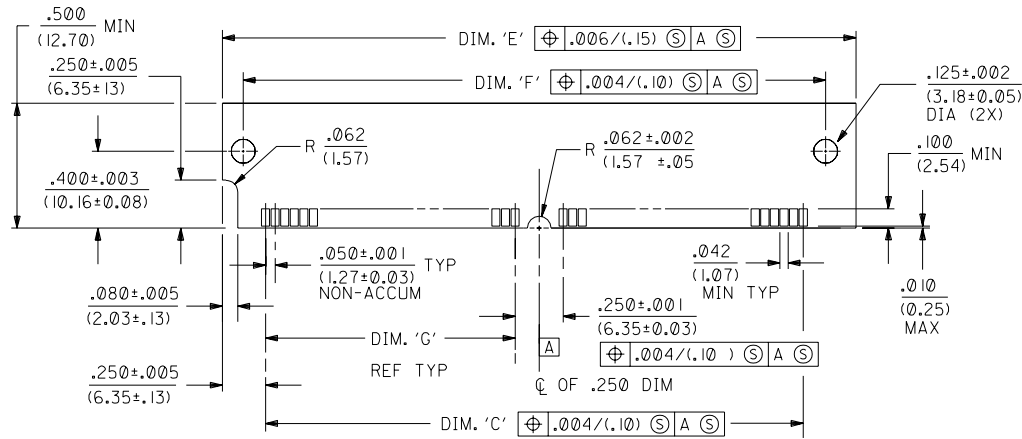 .500 MIN
(12.70)
DIM. 'E' ⌖ .006/(.15) Ⓢ A Ⓢ
.250±.005
(6.35±13)
DIM. 'F' ⌖ .004/(.10) Ⓢ A Ⓢ
.125±.002
(3.18±0.05)
DIA (2X)
R .062
(1.57)
R .062±.002
(1.57 ±.05
.100 MIN
(2.54)
.400±.003
(10.16±0.08)
.050±.001 TYP
(1.27±0.03)
NON-ACCUM
.042
(1.07)
MIN TYP
.010
(0.25)
MAX
.080±.005
(2.03±.13)
.250±.001
(6.35±0.03)
DIM. 'G'
REF TYP
A
⌖ .004/(.10 ) Ⓢ A Ⓢ
.250±.005
(6.35±.13)
℄ OF .250 DIM
DIM. 'C' ⌖ .004/(.10) Ⓢ A Ⓢ